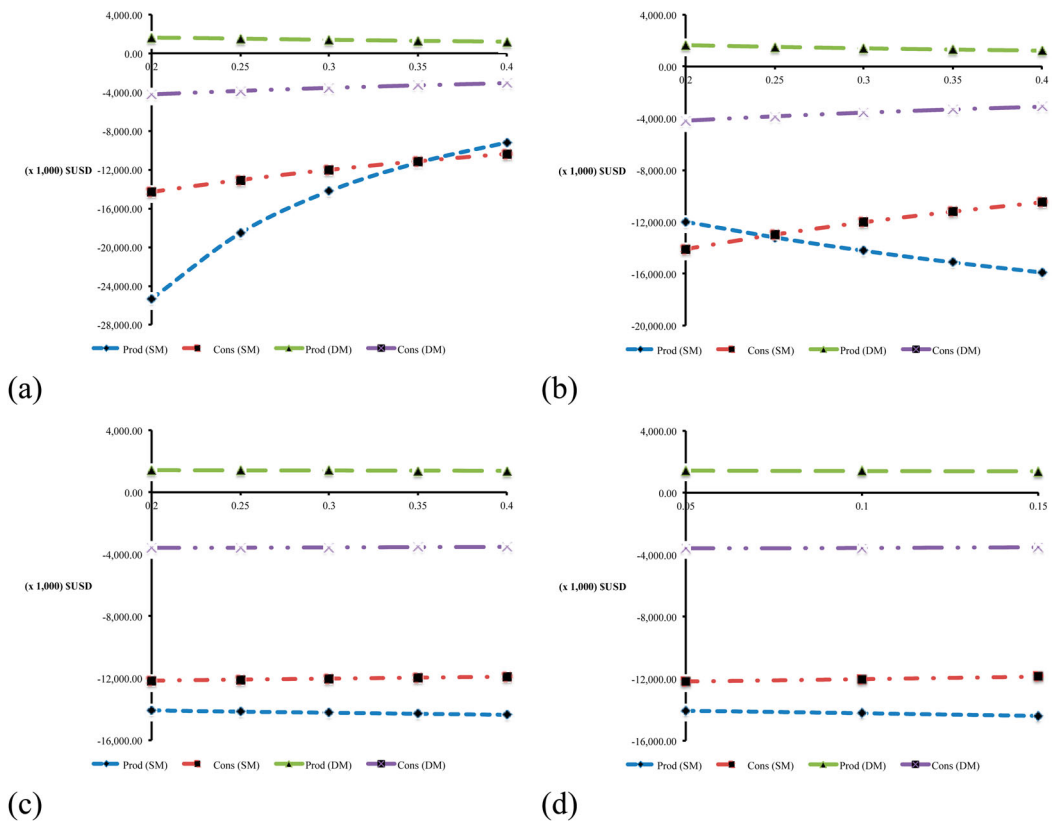 4,000.00
0.00
0.2 0.25 0.3 0.35 0.4
-4,000.00
-8,000.00
(x 1,000) $USD
-12,000.00
-16,000.00
-20,000.00
-24,000.00
-28,000.00
Prod (SM) Cons (SM) Prod (DM) Cons (DM)
(a)
4,000.00
0.00
0.2 0.25 0.3 0.35 0.4
-4,000.00
-8,000.00
(x 1,000) $USD
-12,000.00
-16,000.00
-20,000.00
Prod (SM) Cons (SM) Prod (DM) Cons (DM)
(b)
4,000.00
0.00
0.2 0.25 0.3 0.35 0.4
-4,000.00
(x 1,000) $USD
-8,000.00
-12,000.00
-16,000.00
Prod (SM) Cons (SM) Prod (DM) Cons (DM)
(c)
4,000.00
0.00
0.05 0.1 0.15
-4,000.00
(x 1,000) $USD
-8,000.00
-12,000.00
-16,000.00
Prod (SM) Cons (SM) Prod (DM) Cons (DM)
(d)